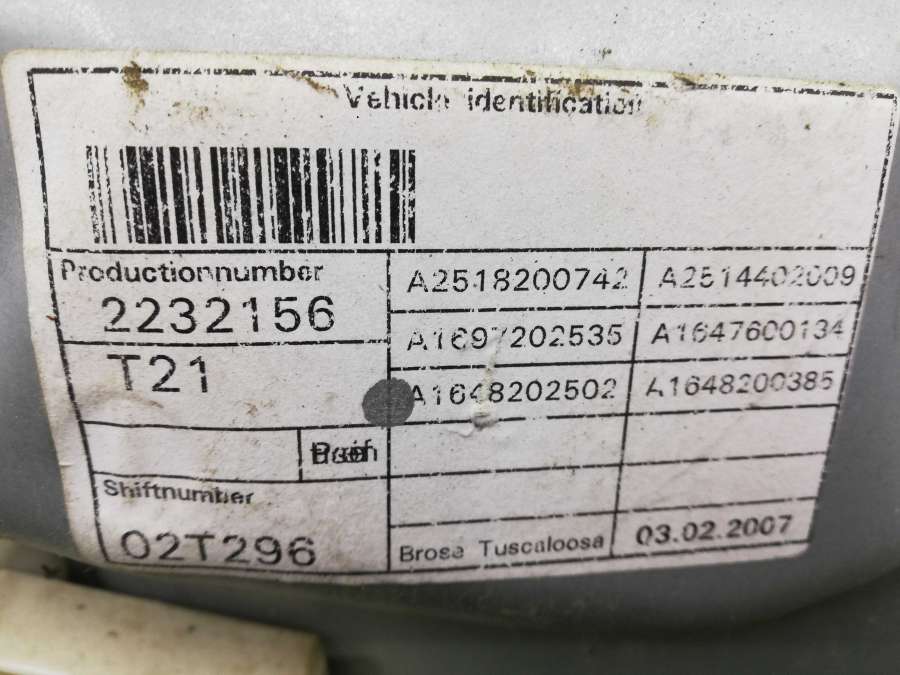 Vehicle identification
Productionnumber
2232156
T21
A2518200742 A2514402009
A1697202535 A1647600134
A1648202502 A1648200385
Shiftnumber
02T296
Brose Tuscaloosa 03.02.2007